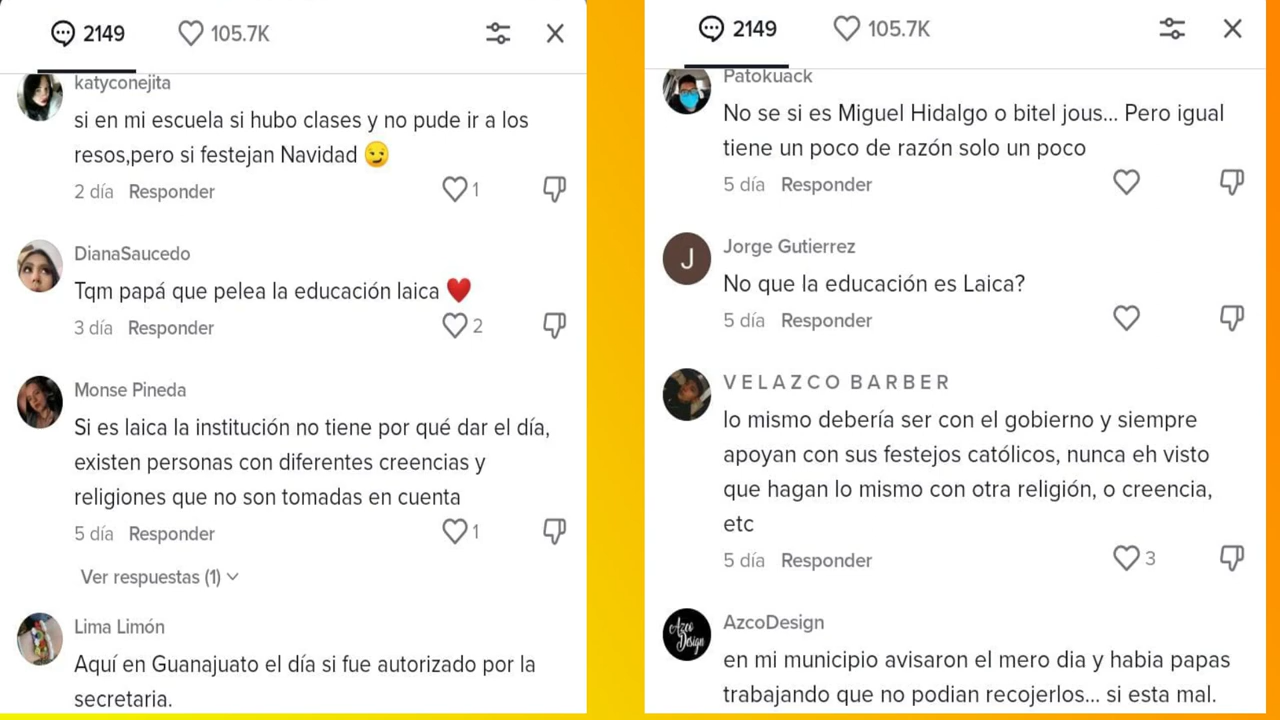 2149 105.7K
katyconejita
si en mi escuela si hubo clases y no pude ir a los
resos,pero si festejan Navidad 😏
2 día Responder 1
DianaSaucedo
Tqm papá que pelea la educación laica ♥️
3 día Responder 2
Monse Pineda
Si es laica la institución no tiene por qué dar el día,
existen personas con diferentes creencias y
religiones que no son tomadas en cuenta
5 día Responder 1
Ver respuestas (1)
Lima Limón
Aquí en Guanajuato el día si fue autorizado por la
secretaria.
2149 105.7K
Patokuack
No se si es Miguel Hidalgo o bitel jous... Pero igual
tiene un poco de razón solo un poco
5 día Responder
J
Jorge Gutierrez
No que la educación es Laica?
5 día Responder
V E L A Z C O B A R B E R
lo mismo debería ser con el gobierno y siempre
apoyan con sus festejos católicos, nunca eh visto
que hagan lo mismo con otra religión, o creencia,
etc
5 día Responder 3
Azco
Design
AzcoDesign
en mi municipio avisaron el mero dia y habia papas
trabajando que no podian recojerlos... si esta mal.